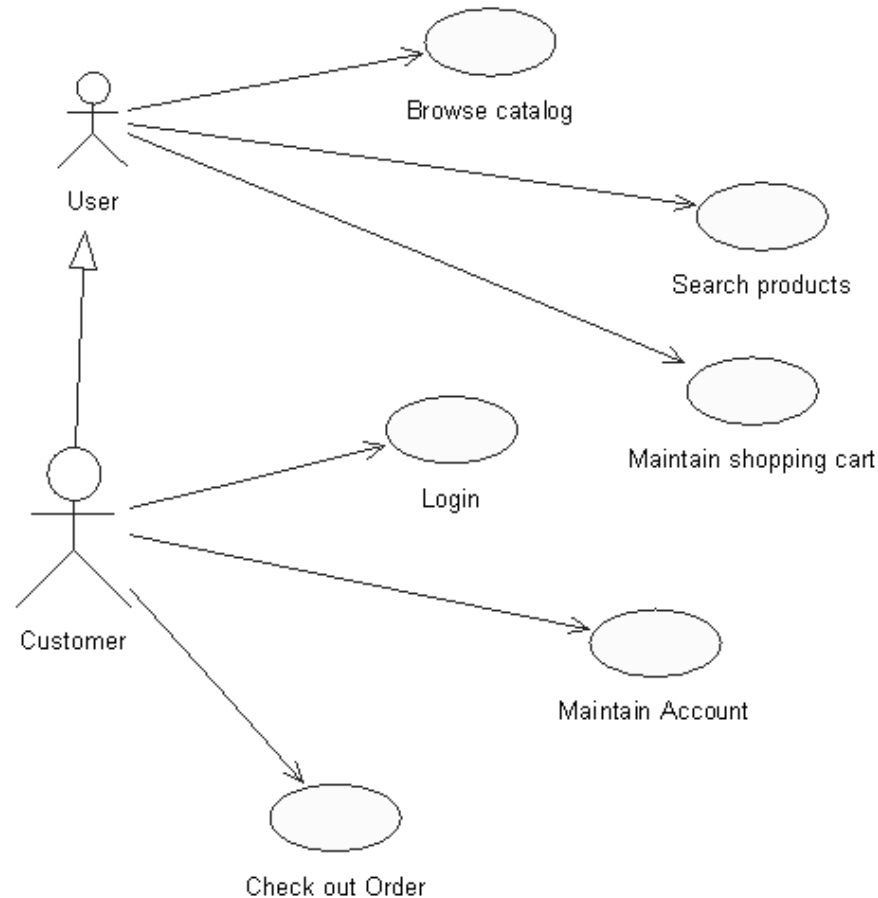 Browse catalog
User
Search products
Maintain shopping cart
Login
Customer
Maintain Account
Check out Order